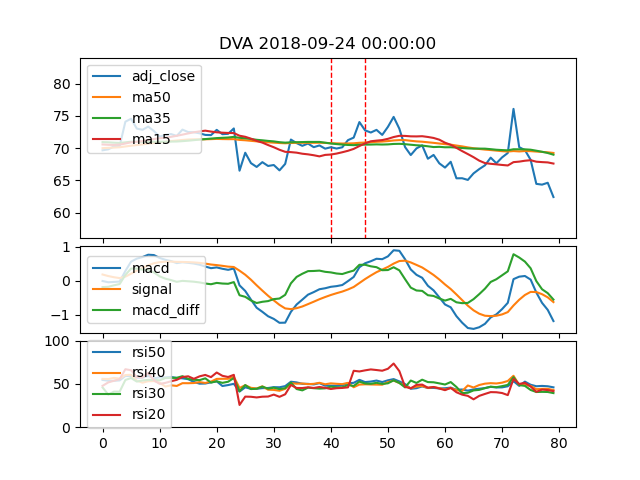 DVA 2018-09-24 00:00:00
80
75
70
65
60
adj_close
ma50
ma35
ma15
1
0
−1
macd
signal
macd_diff
100
50
0
rsi50
rsi40
rsi30
rsi20
0 10 20 30 40 50 60 70 80